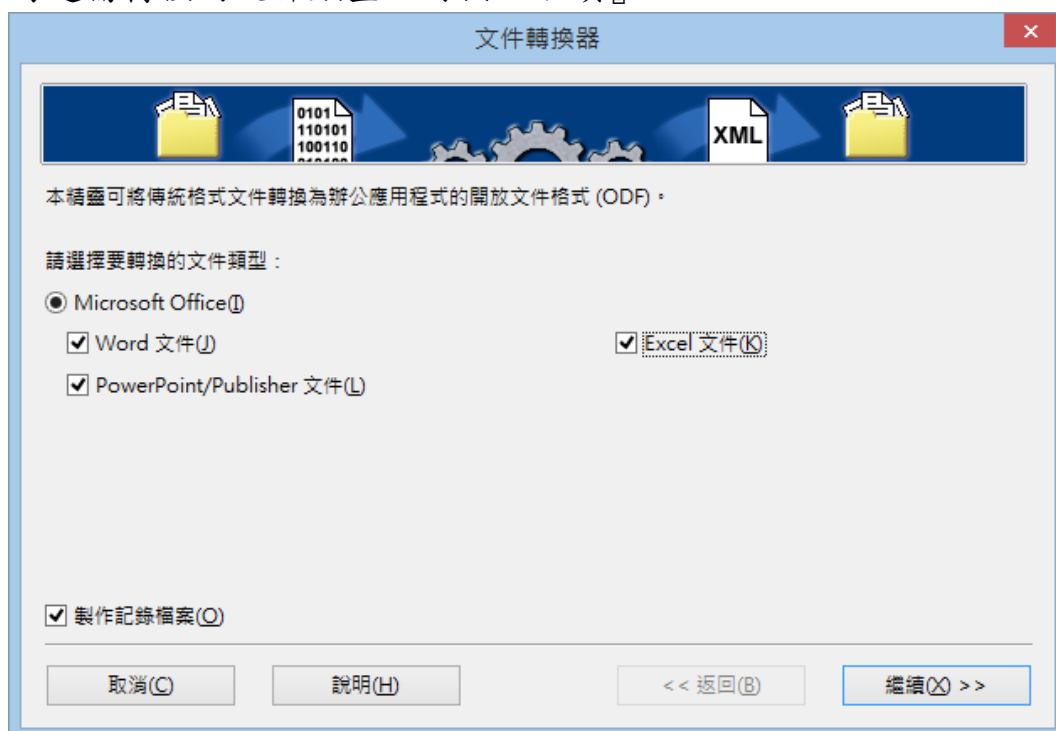 文件轉換器
0101
110101
100110
XML
本精靈可將傳統格式文件轉換為辦公應用程式的開放文件格式 (ODF)。
請選擇要轉換的文件類型：
Microsoft Office(I)
Word 文件(J)
Excel 文件(K)
PowerPoint/Publisher 文件(L)
製作記錄檔案(O)
取消(C)
說明(H)
<< 返回(B)
繼續(X) >>